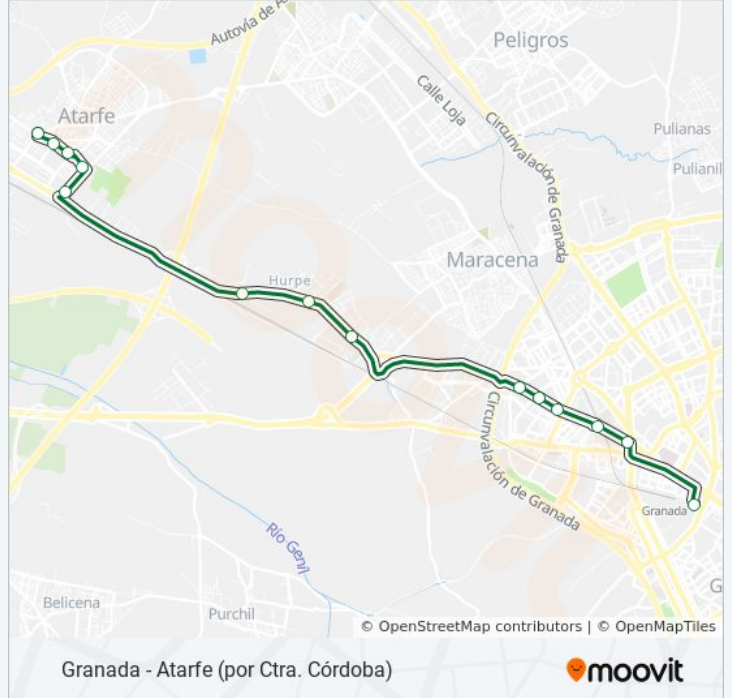 Autovía de A
Peligros
Atarfe
Calle Loja
Circunvalación de Granada
Pulianas
Pulianil
Maracena
Hurpe
Circunvalación de Granada
Granada
Río Genil
G
Belicena
Purchil
© OpenStreetMap contributors | © OpenMapTiles
Granada - Atarfe (por Ctra. Córdoba)
moovit